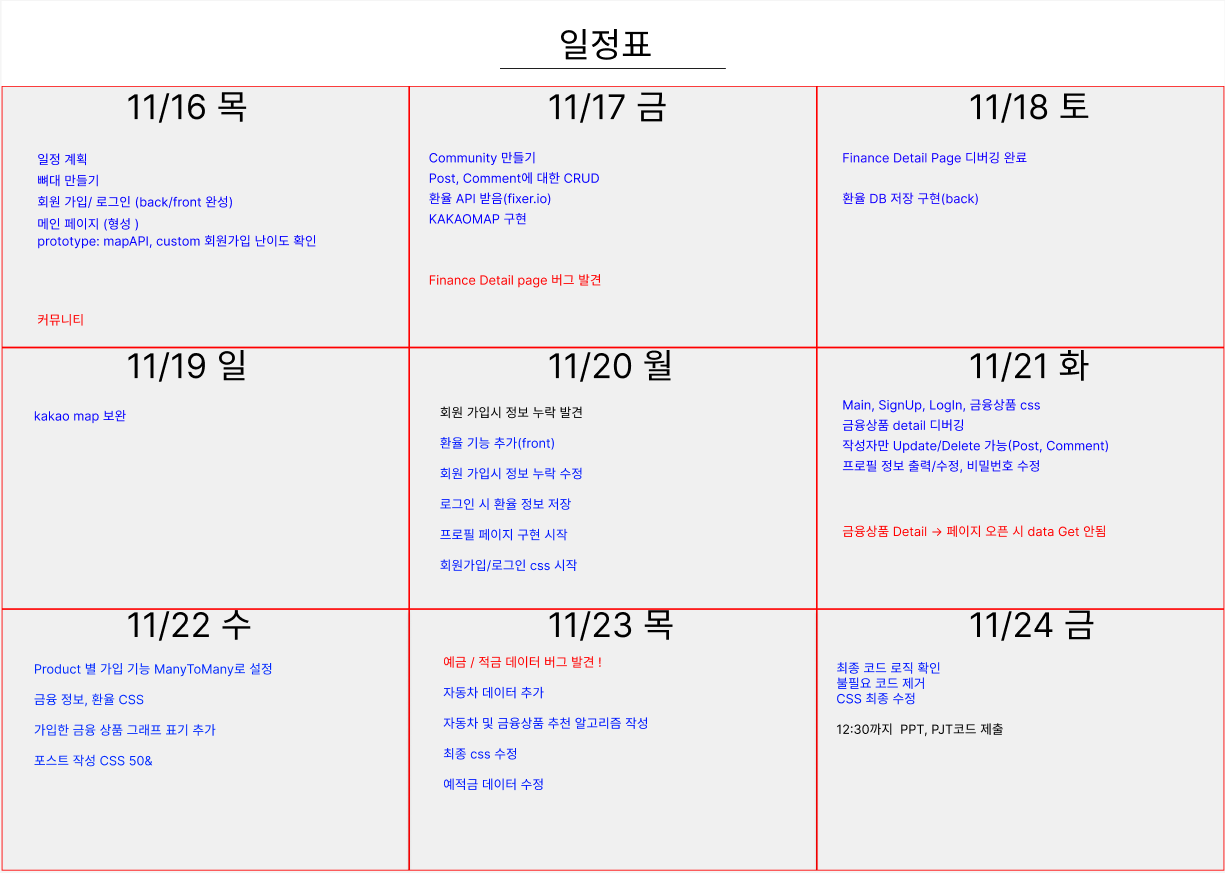 일정표
11/16 목
일정 계획
뼈대 만들기
회원 가입/ 로그인 (back/front 완성)
메인 페이지 (형성 )
prototype: mapAPI, custom 회원가입 난이도 확인
커뮤니티
11/17 금
Community 만들기
Post, Comment에 대한 CRUD
환율 API 받음(fixer.io)
KAKAOMAP 구현
Finance Detail page 버그 발견
11/18 토
Finance Detail Page 디버깅 완료
환율 DB 저장 구현(back)
11/19 일
kakao map 보완
11/20 월
회원 가입시 정보 누락 발견
환율 기능 추가(front)
회원 가입시 정보 누락 수정
로그인 시 환율 정보 저장
프로필 페이지 구현 시작
회원가입/로그인 css 시작
11/21 화
Main, SignUp, LogIn, 금융상품 css
금융상품 detail 디버깅
작성자만 Update/Delete 가능(Post, Comment)
프로필 정보 출력/수정, 비밀번호 수정
금융상품 Detail → 페이지 오픈 시 data Get 안됨
11/22 수
Product 별 가입 기능 ManyToMany로 설정
금융 정보, 환율 CSS
가입한 금융 상품 그래프 표기 추가
포스트 작성 CSS 50&
11/23 목
예금 / 적금 데이터 버그 발견 !
자동차 데이터 추가
자동차 및 금융상품 추천 알고리즘 작성
최종 css 수정
예적금 데이터 수정
11/24 금
최종 코드 로직 확인
불필요 코드 제거
CSS 최종 수정
12:30까지  PPT, PJT코드 제출